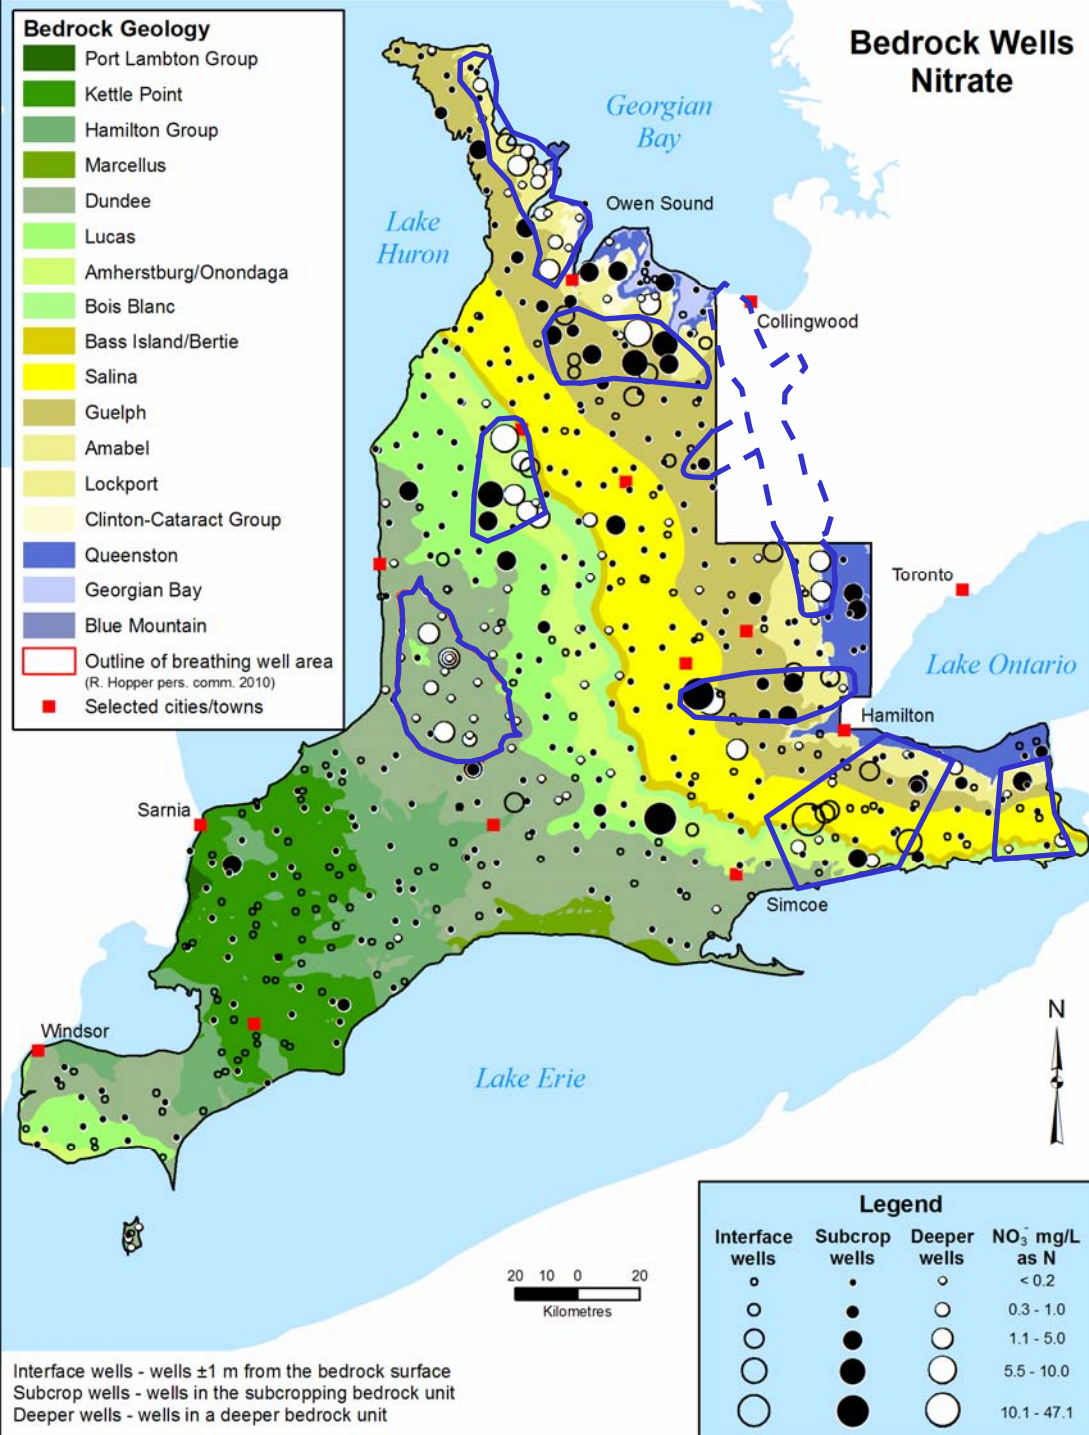 Bedrock Geology
Port Lambton Group
Kettle Point
Hamilton Group
Marcellus
Dundee
Lucas
Amherstburg/Onondaga
Bois Blanc
Bass Island/Bertie
Salina
Guelph
Amabel
Lockport
Clinton-Cataract Group
Queenston
Georgian Bay
Blue Mountain
Outline of breathing well area
(R. Hopper pers. comm. 2010)
Selected cities/towns
Bedrock Wells
Nitrate
Georgian
Bay
Owen Sound
Lake
Huron
Collingwood
Toronto
Lake Ontario
Hamilton
Sarnia
Simcoe
Windsor
Lake Erie
N
20 10 0 20
Kilometres
Legend
Interface wells Subcrop wells Deeper wells NO₃⁻ mg/L as N
< 0.2
0.3 - 1.0
1.1 - 5.0
5.5 - 10.0
10.1 - 47.1
Interface wells - wells ±1 m from the bedrock surface
Subcrop wells - wells in the subcropping bedrock unit
Deeper wells - wells in a deeper bedrock unit